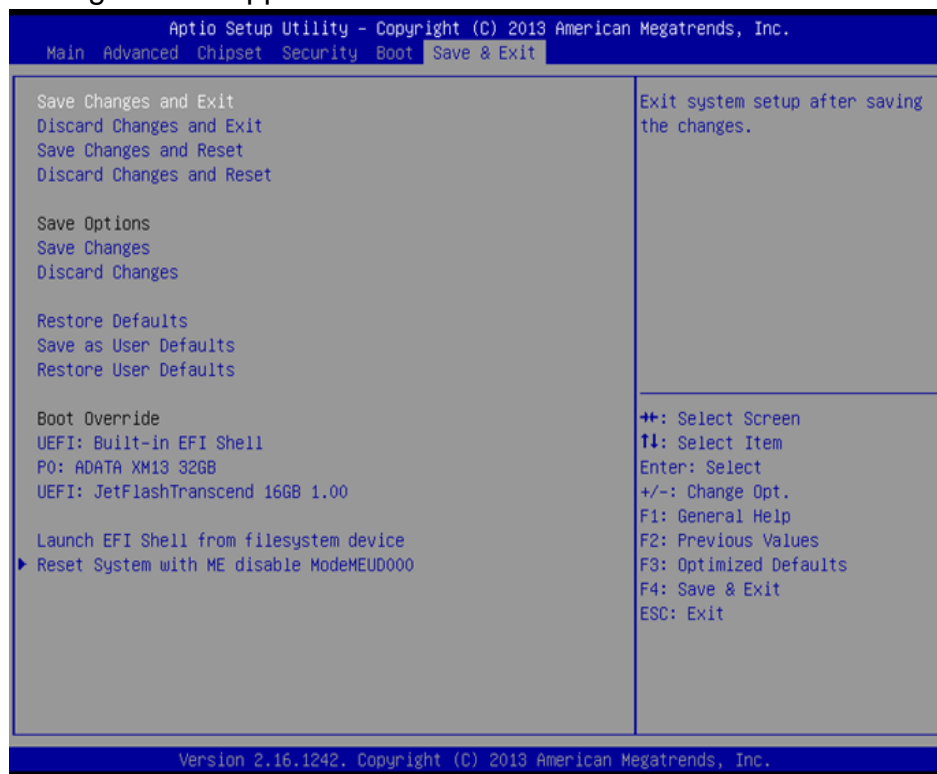 Aptio Setup Utility – Copyright (C) 2013 American Megatrends, Inc.
Main Advanced Chipset Security Boot Save & Exit
Save Changes and Exit
Discard Changes and Exit
Save Changes and Reset
Discard Changes and Reset
Save Options
Save Changes
Discard Changes
Restore Defaults
Save as User Defaults
Restore User Defaults
Boot Override
UEFI: Built-in EFI Shell
P0: ADATA XM13 32GB
UEFI: JetFlashTranscend 16GB 1.00
Launch EFI Shell from filesystem device
Reset System with ME disable ModeMEUD000
Exit system setup after saving
the changes.
→←: Select Screen
↑↓: Select Item
Enter: Select
+/-: Change Opt.
F1: General Help
F2: Previous Values
F3: Optimized Defaults
F4: Save & Exit
ESC: Exit
Version 2.16.1242. Copyright (C) 2013 American Megatrends, Inc.